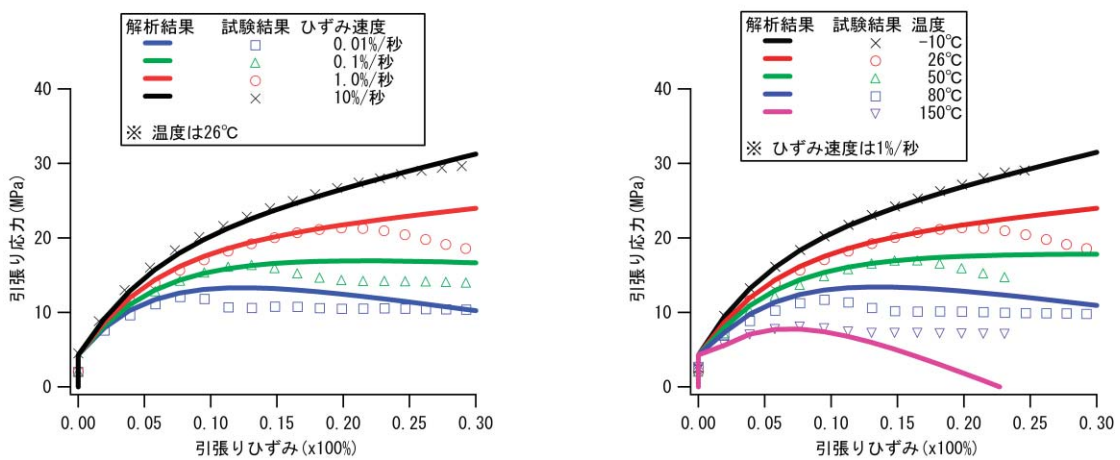 解析結果 試験結果 ひずみ速度
0.01%/秒
0.1%/秒
1.0%/秒
10%/秒
※ 温度は26℃
引張り応力(MPa)
40
30
20
10
0
0.00 0.05 0.10 0.15 0.20 0.25 0.30
引張りひずみ(x100%)
解析結果 試験結果 温度
-10℃
26℃
50℃
80℃
150℃
※ ひずみ速度は1%/秒
引張り応力(MPa)
40
30
20
10
0
0.00 0.05 0.10 0.15 0.20 0.25 0.30
引張りひずみ(x100%)